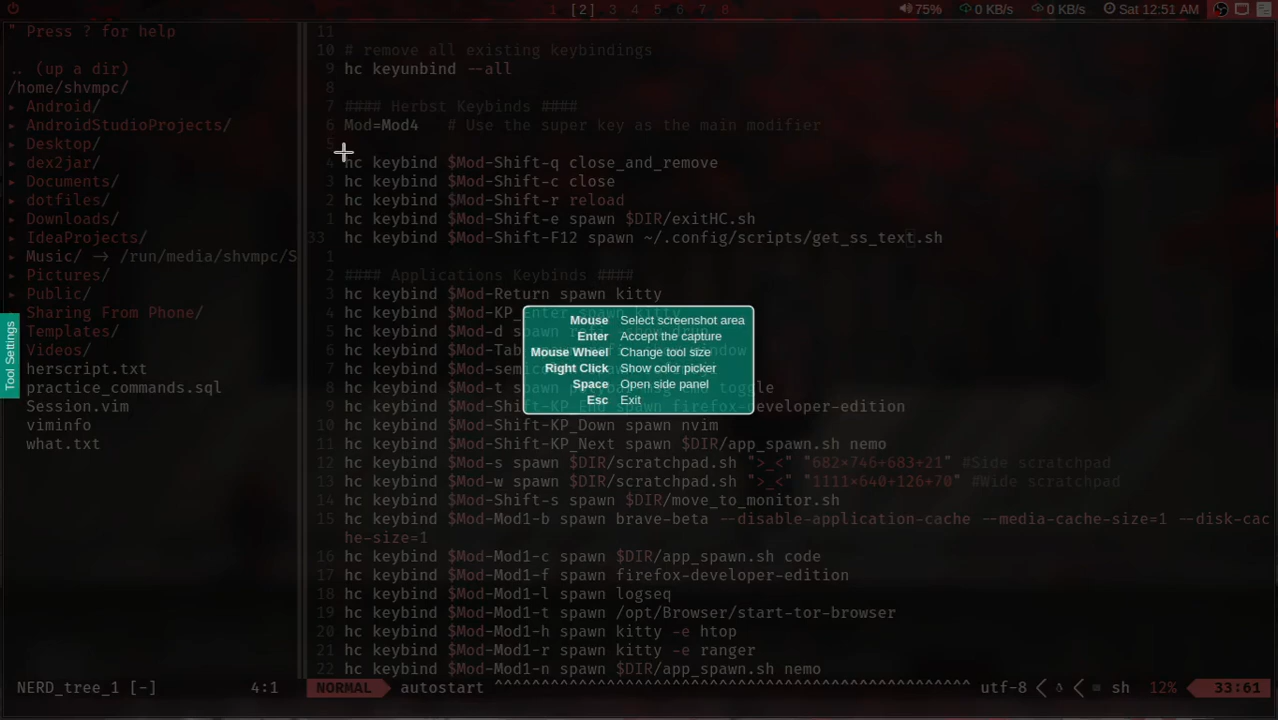 1 [2] 3 4 5 6 7 8 75% 0 KB/s 0 KB/s Sat 12:51 AM
" Press ? for help
.. (up a dir)
/home/shvmpc/
▸ Android/
▸ AndroidStudioProjects/
▸ Desktop/
▸ dex2jar/
▸ Documents/
▸ dotfiles/
▸ Downloads/
▸ IdeaProjects/
▸ Music/ → /run/media/shvmpc/S
▸ Pictures/
▸ Public/
▸ Sharing From Phone/
▸ Templates/
▸ Videos/
herscript.txt
practice_commands.sql
Session.vim
viminfo
what.txt
NERD_tree_1 [-] 4:1
Tool Settings
11
10 # remove all existing keybindings
9 hc keyunbind --all
8
7 #### Herbst Keybinds ####
6 Mod=Mod4 # Use the super key as the main modifier
5
4 hc keybind $Mod-Shift-q close_and_remove
3 hc keybind $Mod-Shift-c close
2 hc keybind $Mod-Shift-r reload
1 hc keybind $Mod-Shift-e spawn $DIR/exitHC.sh
33 hc keybind $Mod-Shift-F12 spawn ~/.config/scripts/get_ss_text.sh
1
2 #### Applications Keybinds ####
3 hc keybind $Mod-Return spawn kitty
4 hc keybind $Mod-KP_Enter spawn kitty
5 hc keybind $Mod-d spawn
6 hc keybind $Mod-Tab window
7 hc keybind $Mod-semi
8 hc keybind $Mod-t toggle
9 hc keybind $Mod-Shift-KP_End spawn firefox-developer-edition
10 hc keybind $Mod-Shift-KP_Down spawn nvim
11 hc keybind $Mod-Shift-KP_Next spawn $DIR/app_spawn.sh nemo
12 hc keybind $Mod-s spawn $DIR/scratchpad.sh ">_<" "682×746+683+21" #Side scratchpad
13 hc keybind $Mod-w spawn $DIR/scratchpad.sh ">_<" "1111×640+126+70" #Wide scratchpad
14 hc keybind $Mod-Shift-s spawn $DIR/move_to_monitor.sh
15 hc keybind $Mod-Mod1-b spawn brave-beta --disable-application-cache --media-cache-size=1 --disk-cac
he-size=1
16 hc keybind $Mod-Mod1-c spawn $DIR/app_spawn.sh code
17 hc keybind $Mod-Mod1-f spawn firefox-developer-edition
18 hc keybind $Mod-Mod1-l spawn logseq
19 hc keybind $Mod-Mod1-t spawn /opt/Browser/start-tor-browser
20 hc keybind $Mod-Mod1-h spawn kitty -e htop
21 hc keybind $Mod-Mod1-r spawn kitty -e ranger
22 hc keybind $Mod-Mod1-n spawn $DIR/app_spawn.sh nemo
Mouse Select screenshot area
Enter Accept the capture
Mouse Wheel Change tool size
Right Click Show color picker
Space Open side panel
Esc Exit
NORMAL autostart ^^^^^^^^^^^^^^^^^^^^^^^^^^^^^^^^^^^^^^^^^^^^^^^^^^^ utf-8 sh 12% 33:61